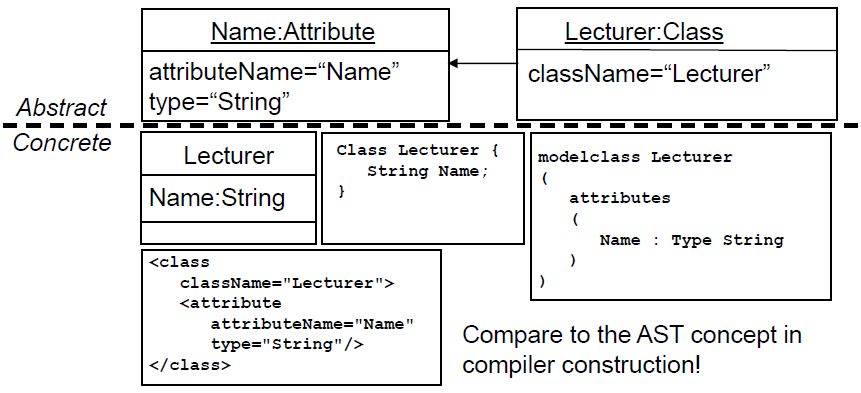 Name:Attribute
attributeName=“Name”
type=“String”
Lecturer:Class
className=“Lecturer”
Abstract
Concrete
Lecturer
Name:String
Class Lecturer {
String Name;
}
modelclass Lecturer
(
attributes
(
Name : Type String
)
)
<class
className="Lecturer">
<attribute
attributeName="Name"
type="String"/>
</class>
Compare to the AST concept in
compiler construction!